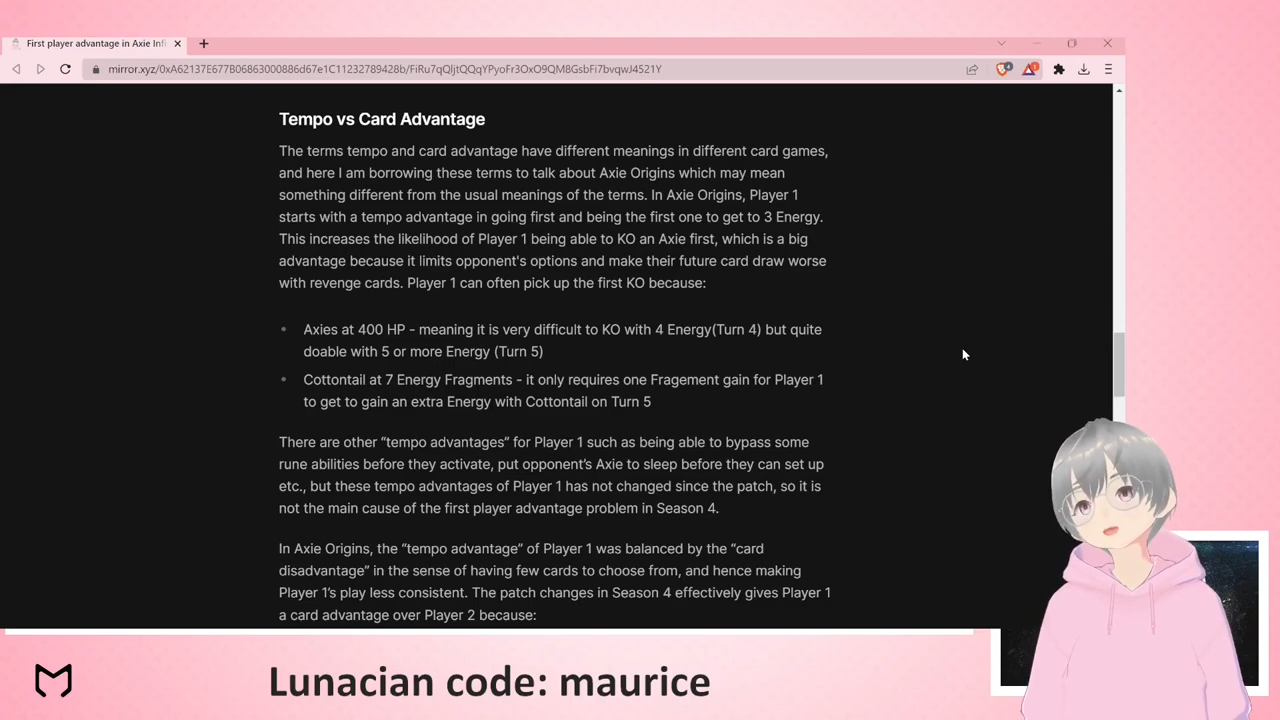 First player advantage in Axie Infi
mirror.xyz/0xA62137E677B06863000886d67e1C11232789428b/FiRu7qQljtQQqYPyoFr3OxO9QM8GsbFi7bvqwJ4521Y
Tempo vs Card Advantage
The terms tempo and card advantage have different meanings in different card games,
and here I am borrowing these terms to talk about Axie Origins which may mean
something different from the usual meanings of the terms. In Axie Origins, Player 1
starts with a tempo advantage in going first and being the first one to get to 3 Energy.
This increases the likelihood of Player 1 being able to KO an Axie first, which is a big
advantage because it limits opponent's options and make their future card draw worse
with revenge cards. Player 1 can often pick up the first KO because:
Axies at 400 HP - meaning it is very difficult to KO with 4 Energy(Turn 4) but quite
doable with 5 or more Energy (Turn 5)
Cottontail at 7 Energy Fragments - it only requires one Fragement gain for Player 1
to get to gain an extra Energy with Cottontail on Turn 5
There are other “tempo advantages” for Player 1 such as being able to bypass some
rune abilities before they activate, put opponent’s Axie to sleep before they can set up
etc., but these tempo advantages of Player 1 has not changed since the patch, so it is
not the main cause of the first player advantage problem in Season 4.
In Axie Origins, the “tempo advantage” of Player 1 was balanced by the “card
disadvantage” in the sense of having few cards to choose from, and hence making
Player 1’s play less consistent. The patch changes in Season 4 effectively gives Player 1
a card advantage over Player 2 because:
Lunacian code: maurice